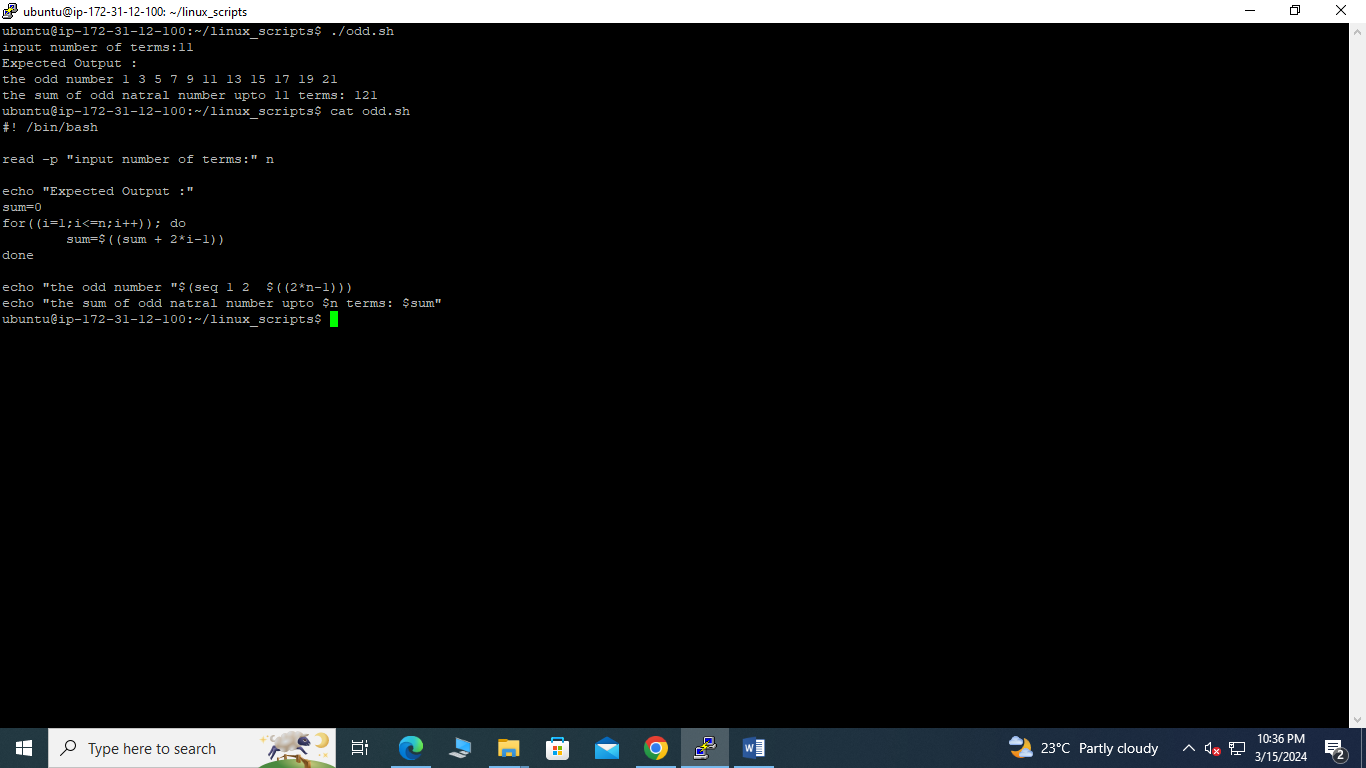 ubuntu@ip-172-31-12-100: ~/linux_scripts
ubuntu@ip-172-31-12-100:~/linux_scripts$ ./odd.sh
input number of terms:11
Expected Output :
the odd number 1 3 5 7 9 11 13 15 17 19 21
the sum of odd natral number upto 11 terms: 121
ubuntu@ip-172-31-12-100:~/linux_scripts$ cat odd.sh
#! /bin/bash
read -p "input number of terms:" n
echo "Expected Output :"
sum=0
for((i=1;i<=n;i++)); do
        sum=$((sum + 2*i-1))
done
echo "the odd number "$(seq 1 2  $((2*n-1)))
echo "the sum of odd natral number upto $n terms: $sum"
ubuntu@ip-172-31-12-100:~/linux_scripts$
Type here to search
23°C Partly cloudy
10:36 PM
3/15/2024
2